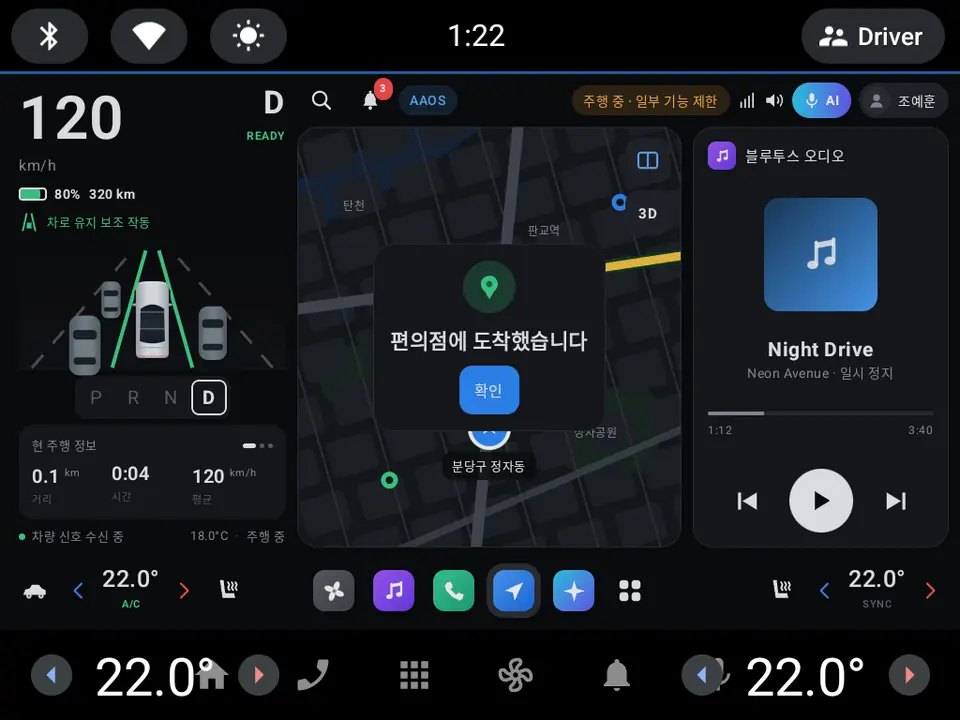 1:22
Driver
120
D
READY
km/h
80% 320 km
차로 유지 보조 작동
P R N D
현 주행 정보
0.1 km
거리
0:04
시간
120 km/h
평균
차량 신호 수신 중
18.0°C · 주행 중
3
AAOS
주행 중 · 일부 기능 제한
AI
조예훈
탄천
판교역
3D
편의점에 도착했습니다
확인
정자공원
분당구 정자동
블루투스 오디오
Night Drive
Neon Avenue · 일시 정지
1:12
3:40
22.0°
A/C
22.0°
SYNC
22.0°
22.0°